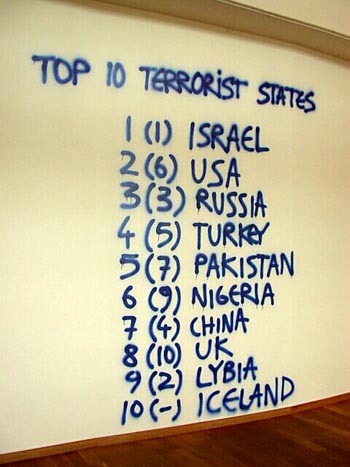 TOP 10 TERRORIST STATES
1 (1) ISRAEL
2 (6) USA
3 (3) RUSSIA
4 (5) TURKEY
5 (7) PAKISTAN
6 (9) NIGERIA
7 (4) CHINA
8 (10) UK
9 (2) LYBIA
10 (-) ICELAND